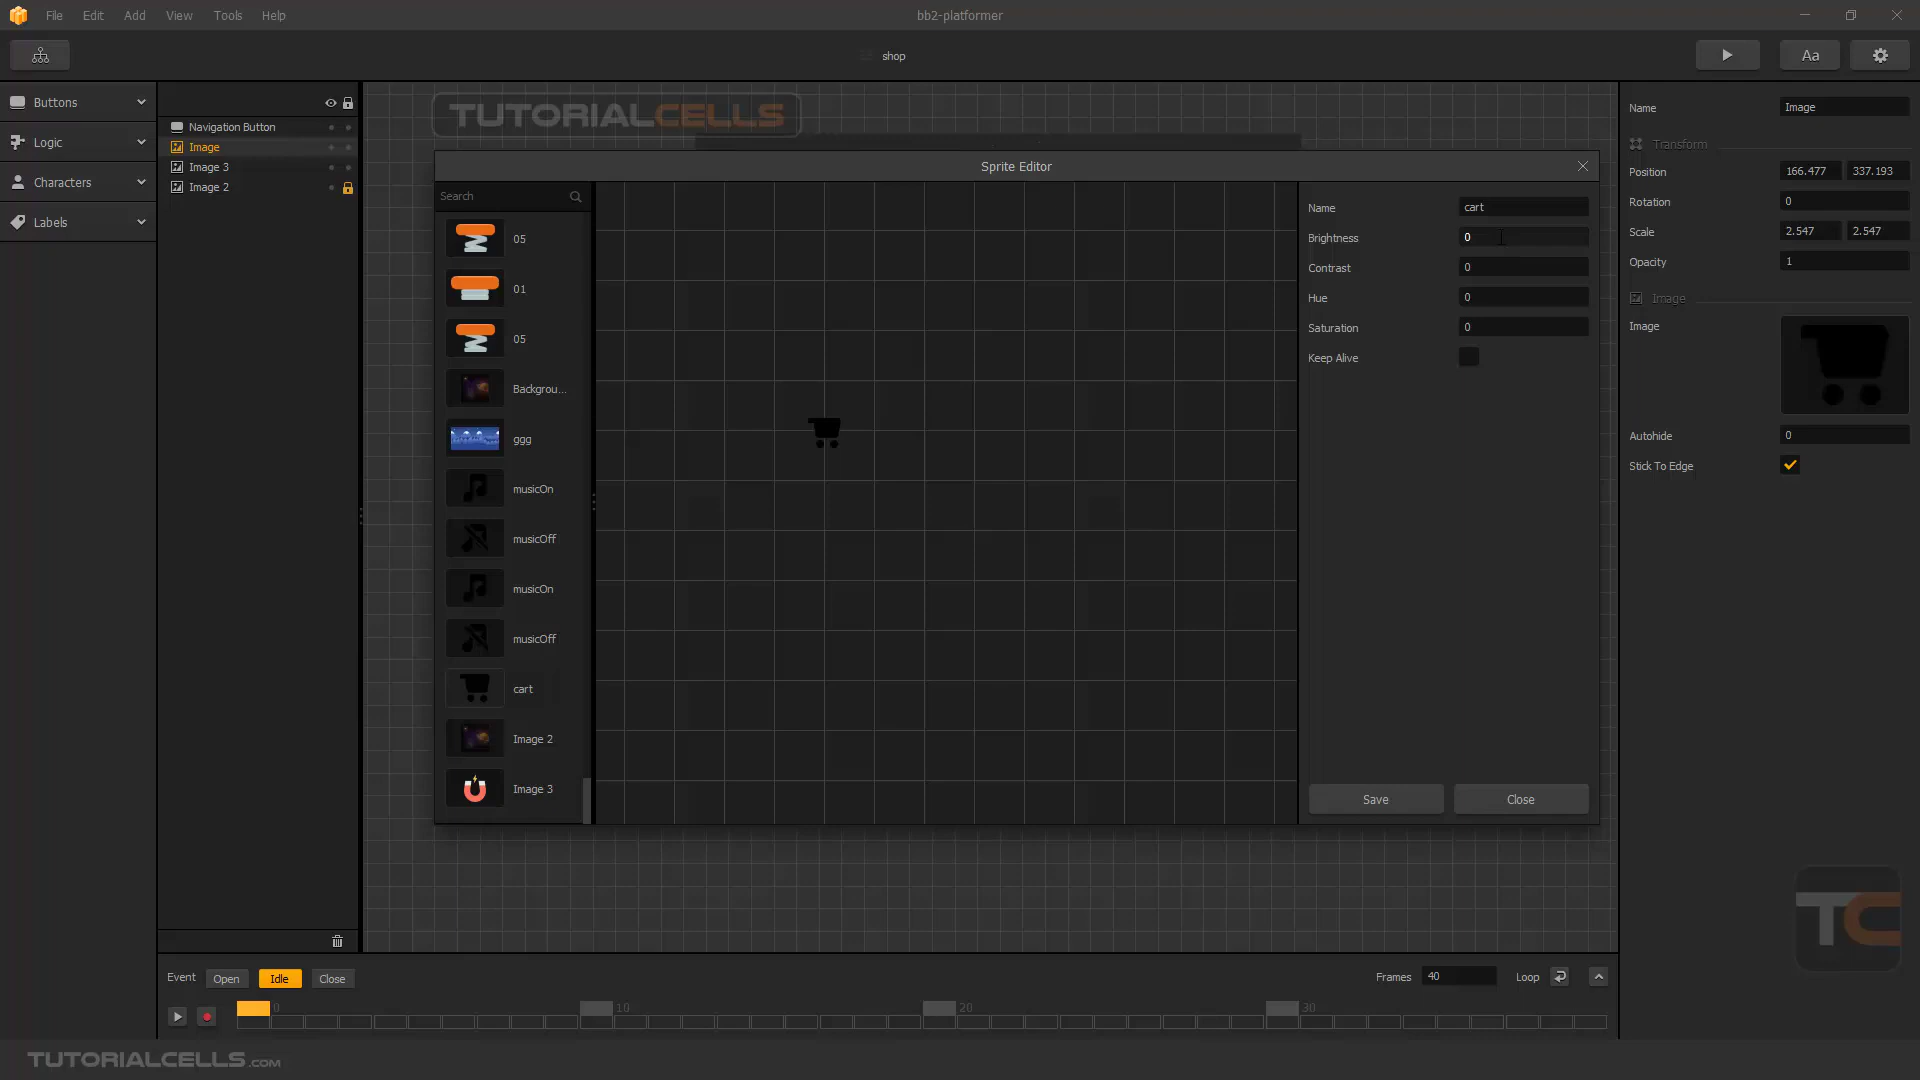 File Edit Add View Tools Help
bb2-platformer
shop
Aa
Buttons
Logic
Characters
Labels
Navigation Button
Image
Image 3
Image 2
TUTORIALCELLS
Sprite Editor
Search
05
01
05
Backgrou...
ggg
musicOn
musicOff
musicOn
musicOff
cart
Image 2
Image 3
Name cart
Brightness 0
Contrast 0
Hue 0
Saturation 0
Keep Alive
Save Close
Name Image
Transform
Position 166.477 337.193
Rotation 0
Scale 2.547 2.547
Opacity 1
Image
Image
Autohide 0
Stick To Edge
TC
Event Open Idle Close
Frames 40 Loop
0 10 20 30
TUTORIALCELLS.COM